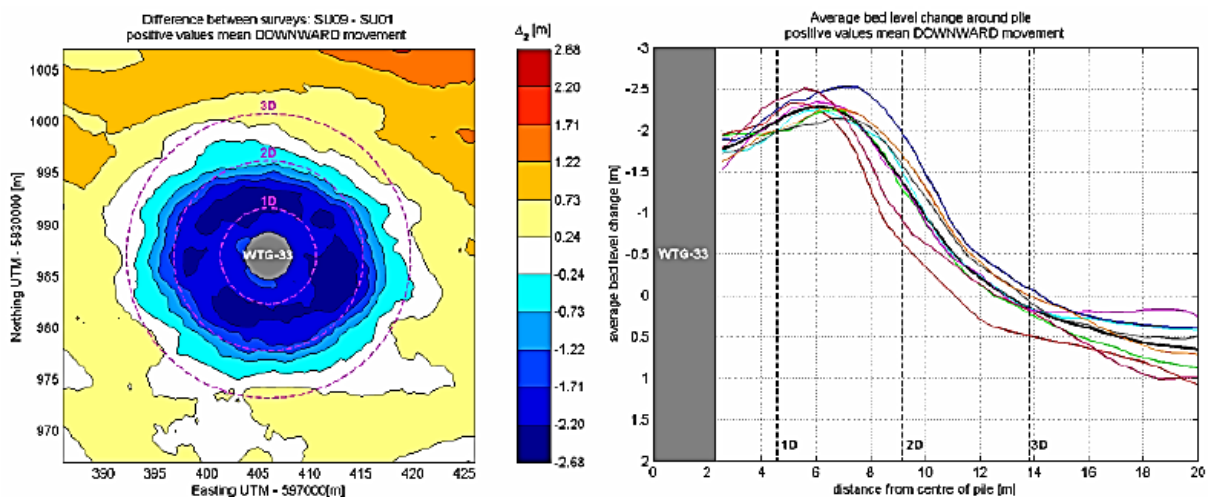 Difference between surveys: SU09 - SU01
positive values mean DOWNWARD movement
Δz [m]
1005
1000
995
990
985
980
975
970
Northing UTM - 5930000 [m]
390 395 400 405 410 415 420 425
Easting UTM - 597000[m]
3D
2D
1D
WTG-33
2.68
2.20
1.71
1.22
0.73
0.24
-0.24
-0.73
-1.22
-1.71
-2.20
-2.68
Average bed level change around pile
positive values mean DOWNWARD movement
-3
-2.5
-2
-1.5
-1
-0.5
0
0.5
1
1.5
2
average bed level change [m]
WTG-33
1D
2D
3D
0 2 4 6 8 10 12 14 16 18 20
distance from centre of pile [m]